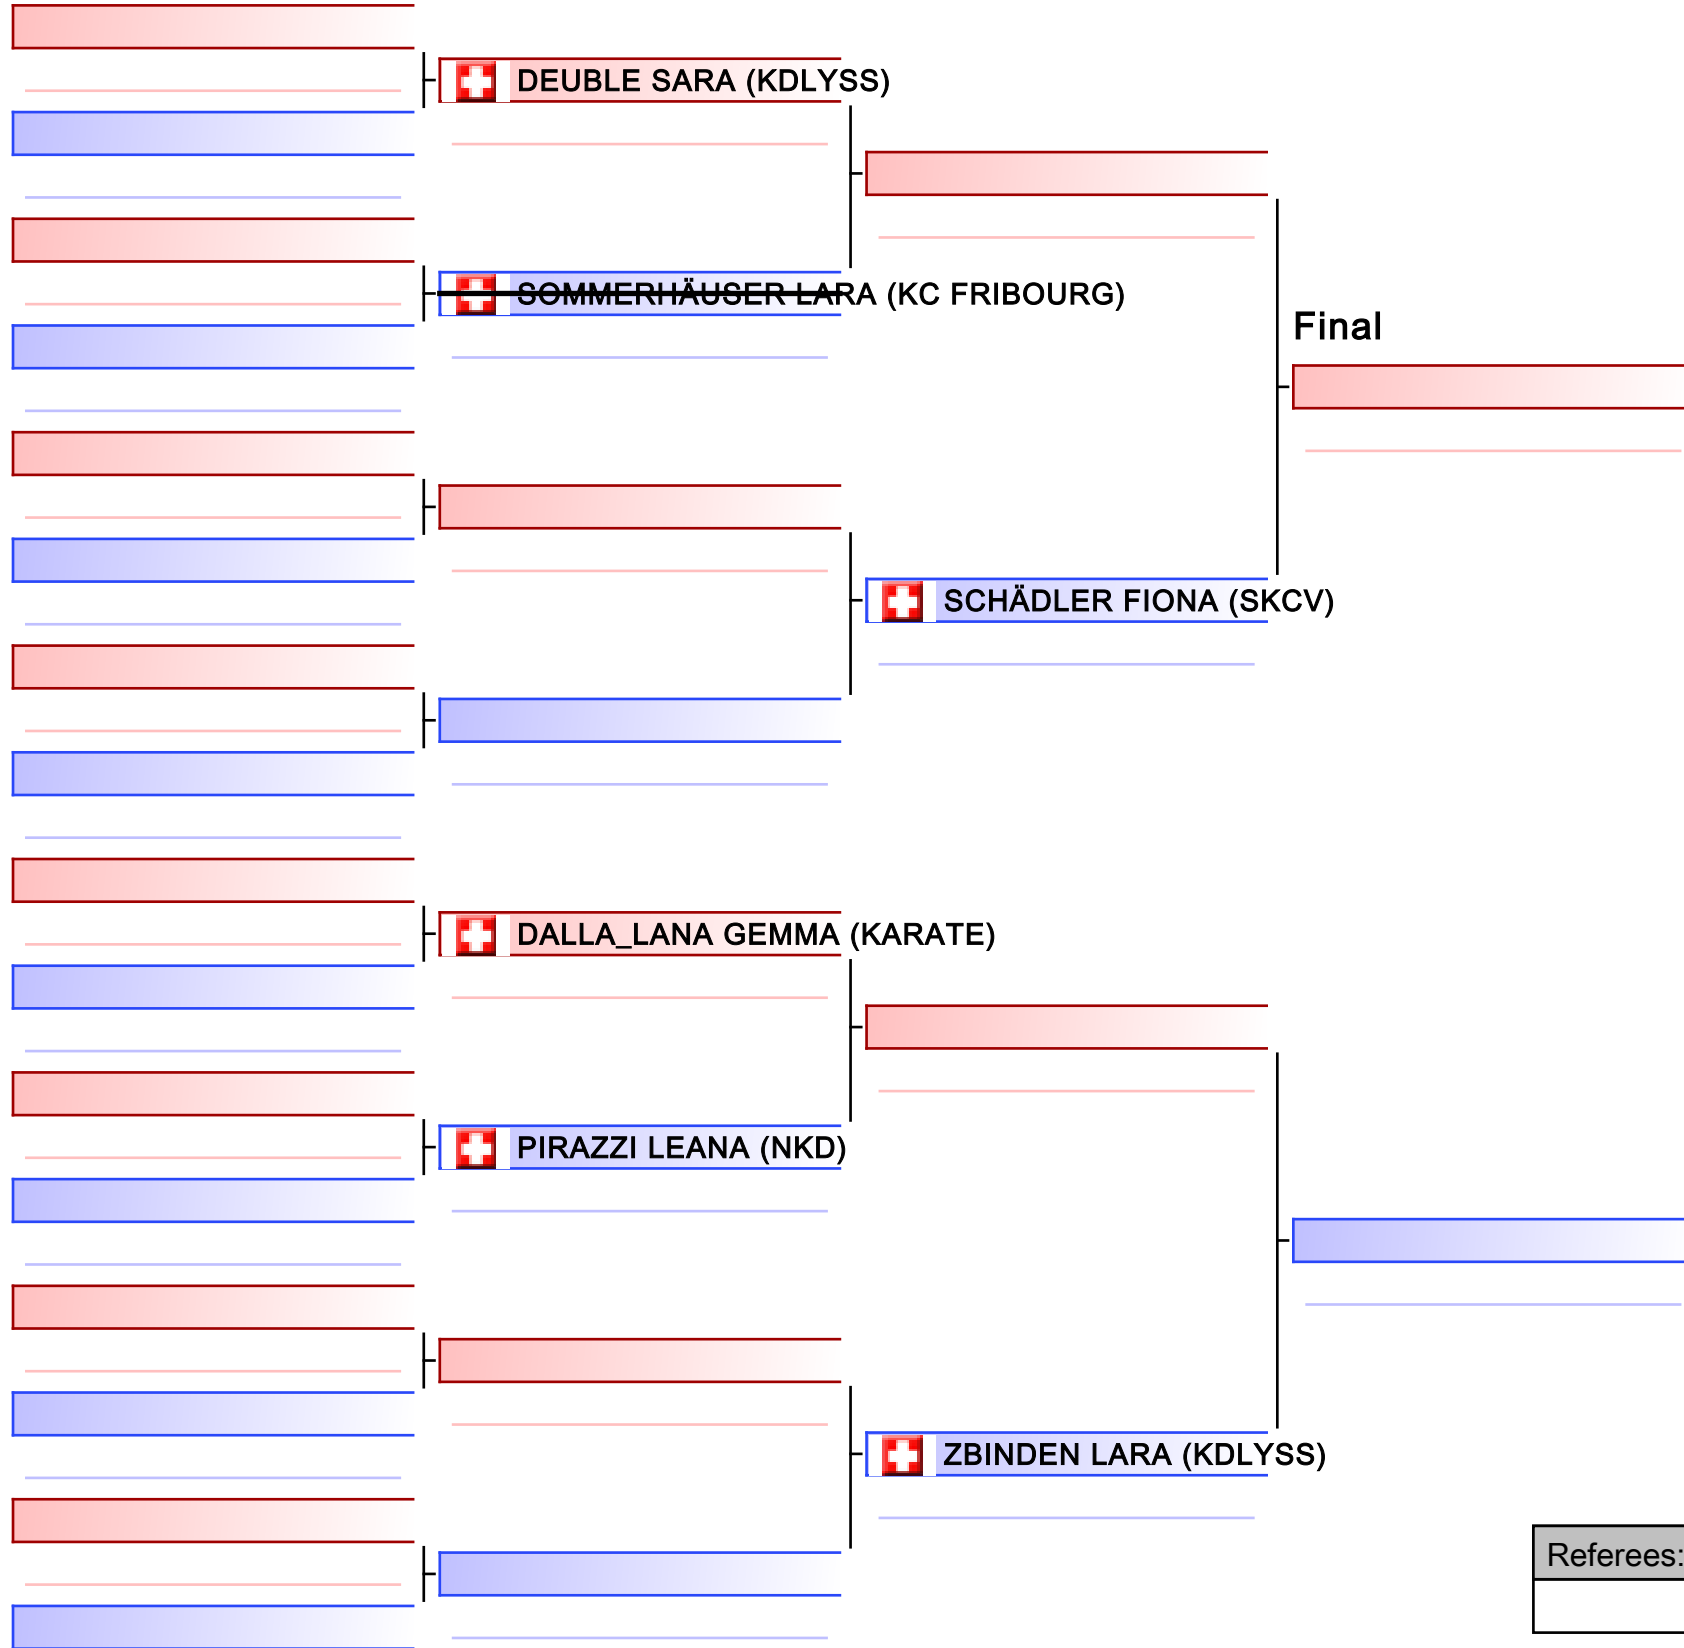 DEUBLE SARA (KDLYSS)
SOMMERHÄUSER LARA (KC FRIBOURG)
Final
SCHÄDLER FIONA (SKCV)
DALLA_LANA GEMMA (KARATE)
PIRAZZI LEANA (NKD)
ZBINDEN LARA (KDLYSS)
Referees: